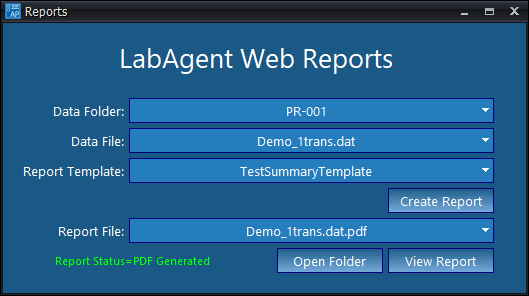 AP
Reports
LabAgent Web Reports
Data Folder: PR-001
Data File: Demo_1trans.dat
Report Template: TestSummaryTemplate
Create Report
Report File: Demo_1trans.dat.pdf
Report Status=PDF Generated Open Folder View Report